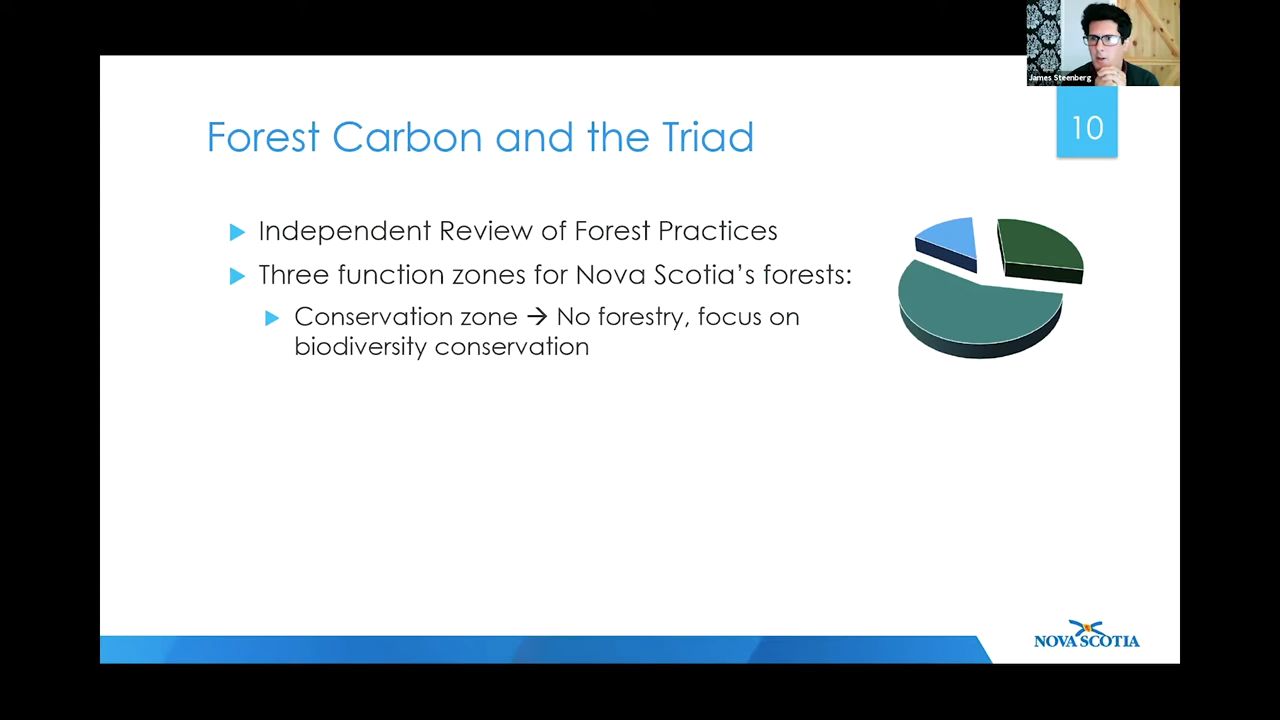 James Steenberg
10
Forest Carbon and the Triad
Independent Review of Forest Practices
Three function zones for Nova Scotia’s forests:
Conservation zone → No forestry, focus on
biodiversity conservation
NOVA SCOTIA